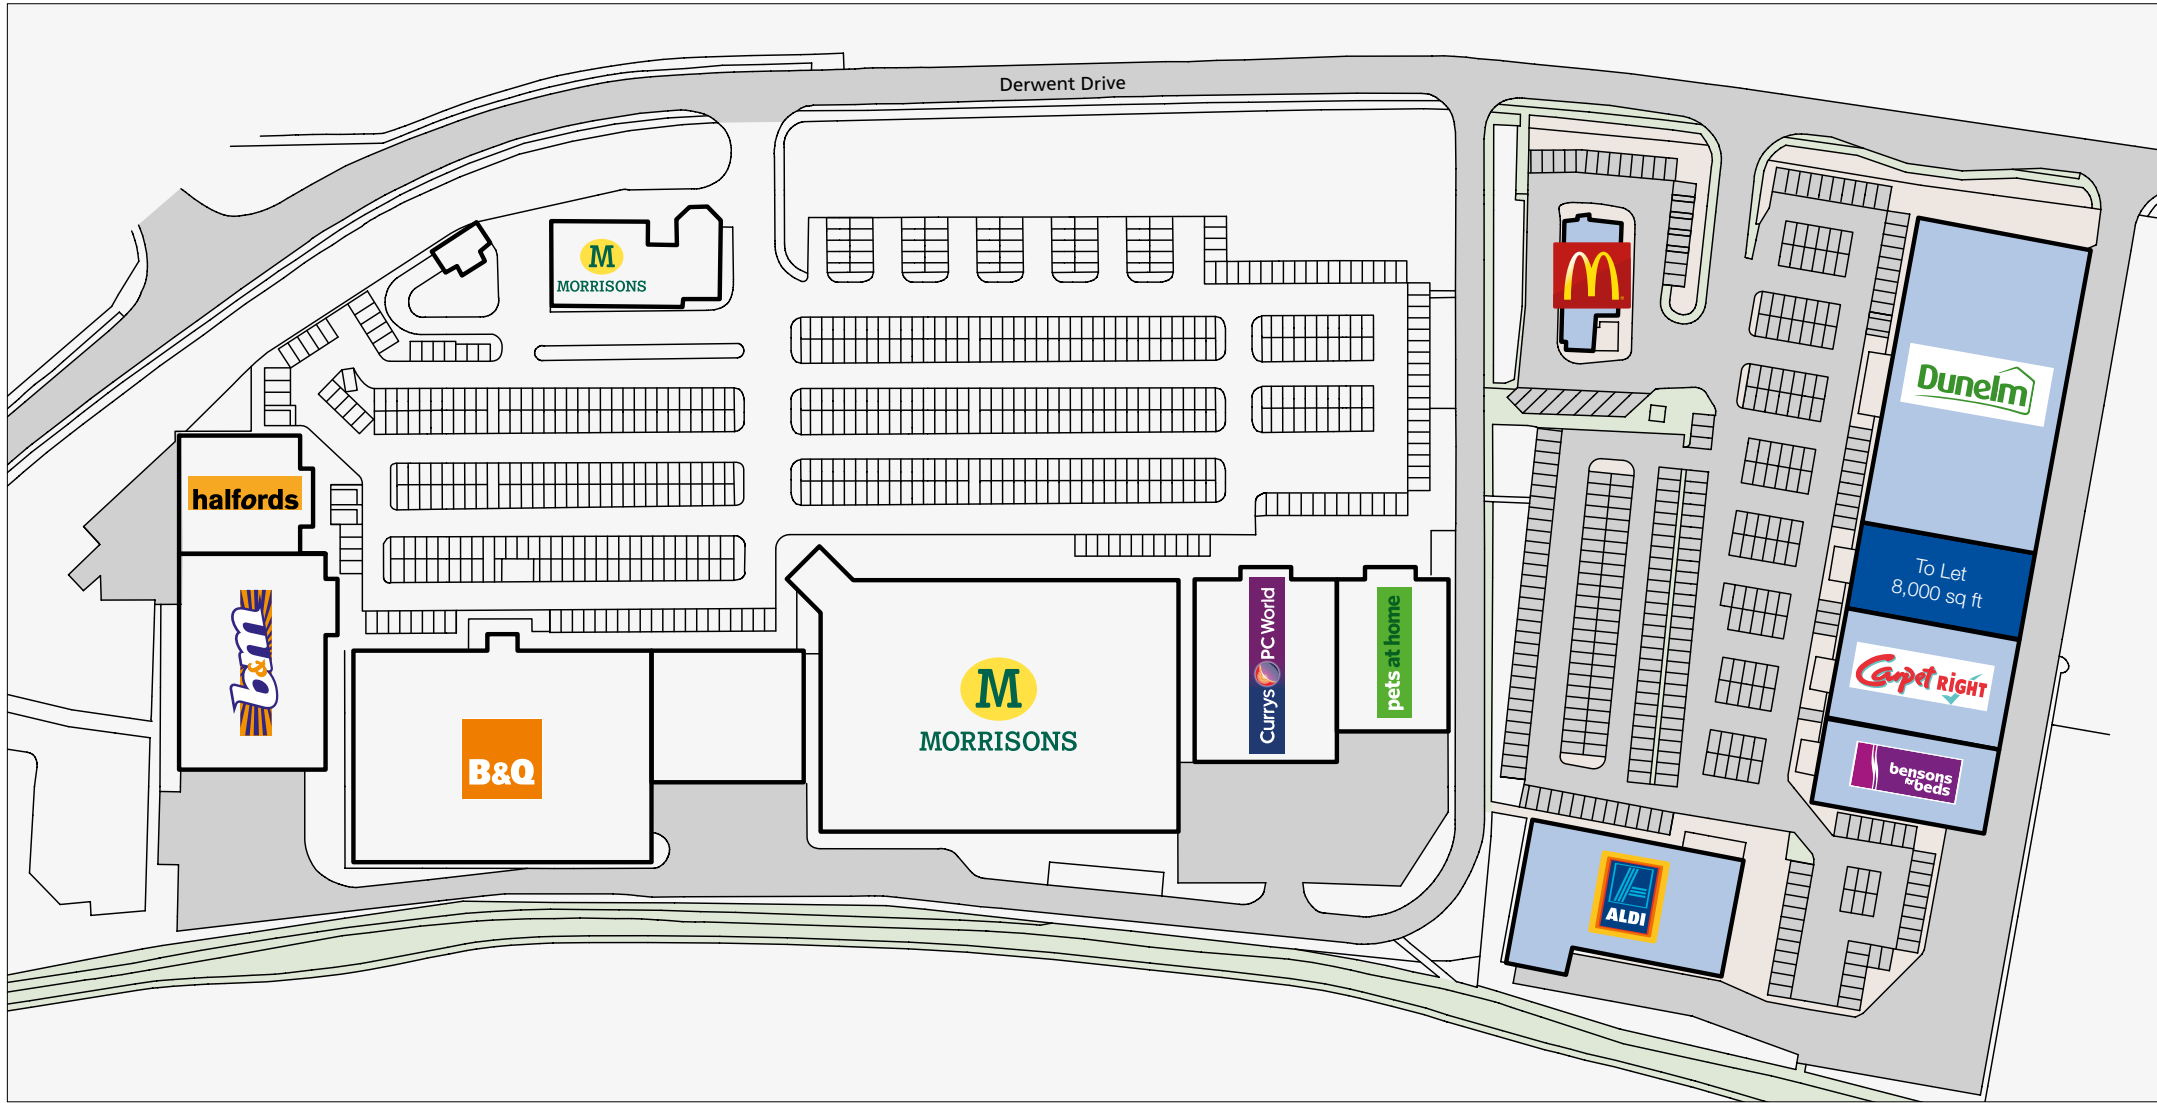 Derwent Drive
M
MORRISONS
M
Dunelm
halfords
To Let
8,000 sq ft
b&m
Currys PC World
pets at home
Carpet RIGHT
M
MORRISONS
B&Q
bensons
for beds
ALDI